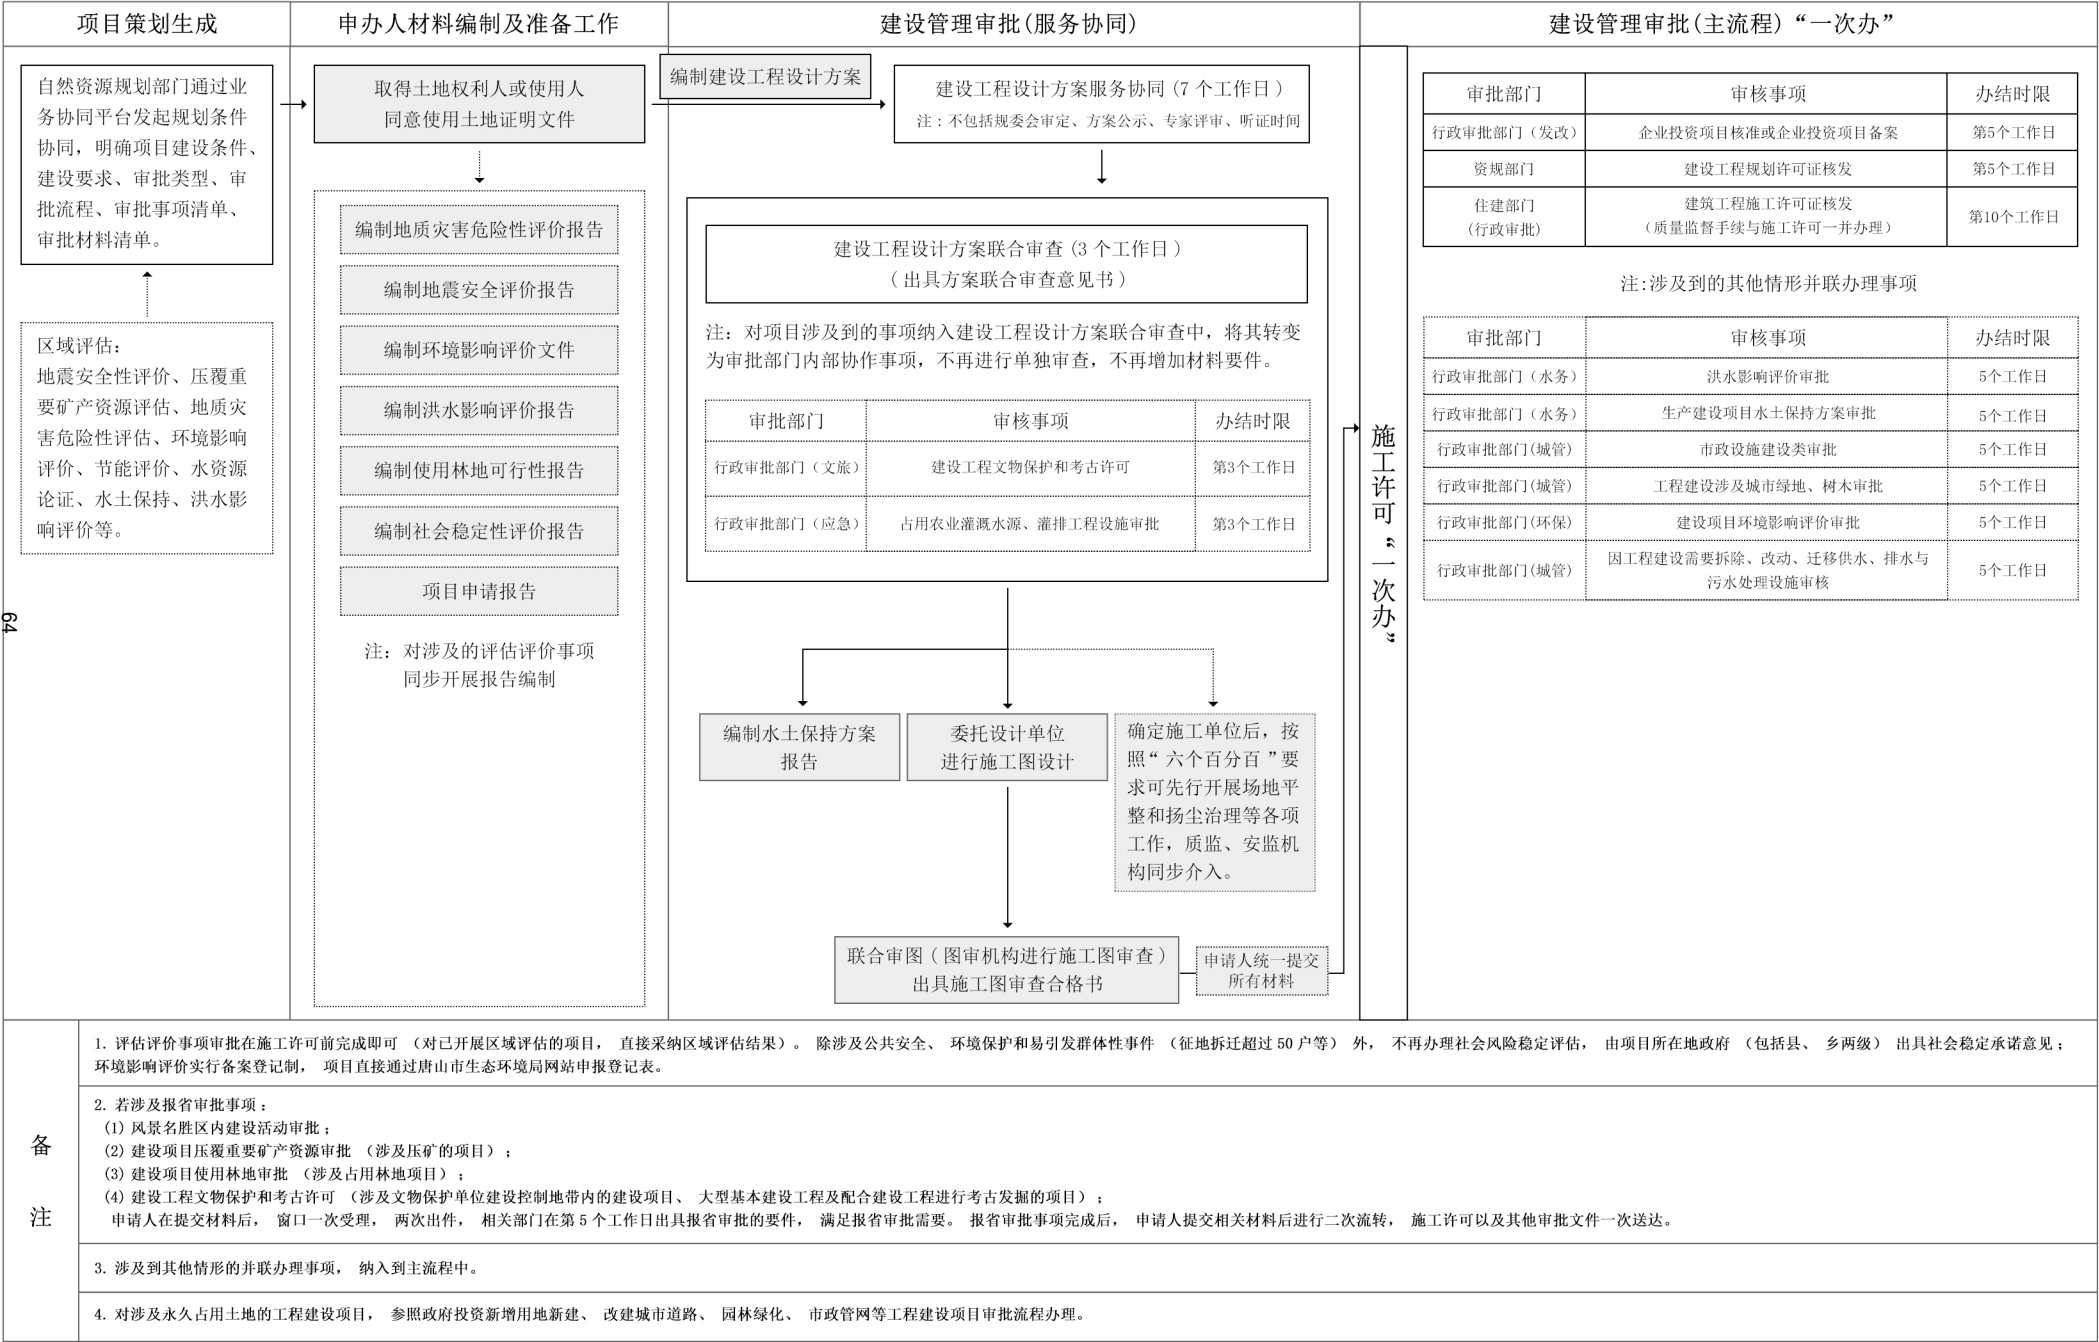 项目策划生成
申办人材料编制及准备工作
建设管理审批(服务协同)
建设管理审批(主流程)“一次办”
自然资源规划部门通过业
务协同平台发起规划条件
协同，明确项目建设条件、
建设要求、审批类型、审
批流程、审批事项清单、
审批材料清单。
区域评估：
地震安全性评价、压覆重
要矿产资源评估、地质灾
害危险性评估、环境影响
评价、节能评价、水资源
论证、水土保持、洪水影
响评价等。
64
取得土地权利人或使用人
同意使用土地证明文件
编制地质灾害危险性评价报告
编制地震安全评价报告
编制环境影响评价文件
编制洪水影响评价报告
编制使用林地可行性报告
编制社会稳定性评价报告
项目申请报告
注：对涉及的评估评价事项
同步开展报告编制
编制建设工程设计方案
建设工程设计方案服务协同(7个工作日)
注：不包括规委会审定、方案公示、专家评审、听证时间
建设工程设计方案联合审查(3个工作日)
(出具方案联合审查意见书)
注：对项目涉及到的事项纳入建设工程设计方案联合审查中，将其转变
为审批部门内部协作事项，不再进行单独审查，不再增加材料要件。
审批部门 审核事项 办结时限
行政审批部门（文旅） 建设工程文物保护和考古许可 第3个工作日
行政审批部门（应急） 占用农业灌溉水源、灌排工程设施审批 第3个工作日
编制水土保持方案
报告
委托设计单位
进行施工图设计
确定施工单位后，按
照“六个百分百”要
求可先行开展场地平
整和扬尘治理等各项
工作，质监、安监机
构同步介入。
联合审图(图审机构进行施工图审查)
出具施工图审查合格书
申请人统一提交
所有材料
施工许可“一次办”
审批部门 审核事项 办结时限
行政审批部门（发改） 企业投资项目核准或企业投资项目备案 第5个工作日
资规部门 建设工程规划许可证核发 第5个工作日
住建部门
(行政审批)
建筑工程施工许可证核发
（质量监督手续与施工许可一并办理）
第10个工作日
注:涉及到的其他情形并联办理事项
审批部门 审核事项 办结时限
行政审批部门（水务） 洪水影响评价审批 5个工作日
行政审批部门（水务） 生产建设项目水土保持方案审批 5个工作日
行政审批部门(城管) 市政设施建设类审批 5个工作日
行政审批部门(城管) 工程建设涉及城市绿地、树木审批 5个工作日
行政审批部门(环保) 建设项目环境影响评价审批 5个工作日
行政审批部门(城管)
因工程建设需要拆除、改动、迁移供水、排水与
污水处理设施审核
5个工作日
备注
1. 评估评价事项审批在施工许可前完成即可（对已开展区域评估的项目，直接采纳区域评估结果）。除涉及公共安全、环境保护和易引发群体性事件（征地拆迁超过50户等）外，不再办理社会风险稳定评估，由项目所在地政府（包括县、乡两级）出具社会稳定承诺意见；
环境影响评价实行备案登记制，项目直接通过唐山市生态环境局网站申报登记表。
2. 若涉及报省审批事项：
(1) 风景名胜区内建设活动审批；
(2) 建设项目压覆重要矿产资源审批（涉及压矿的项目）；
(3) 建设项目使用林地审批（涉及占用林地项目）；
(4) 建设工程文物保护和考古许可（涉及文物保护单位建设控制地带内的建设项目、大型基本建设工程及配合建设工程进行考古发掘的项目）；
申请人在提交材料后，窗口一次受理，两次出件，相关部门在第5个工作日出具报省审批的要件，满足报省审批需要。报省审批事项完成后，申请人提交相关材料后进行二次流转，施工许可以及其他审批文件一次送达。
3. 涉及到其他情形的并联办理事项，纳入到主流程中。
4. 对涉及永久占用土地的工程建设项目，参照政府投资新增用地新建、改建城市道路、园林绿化、市政管网等工程建设项目审批流程办理。